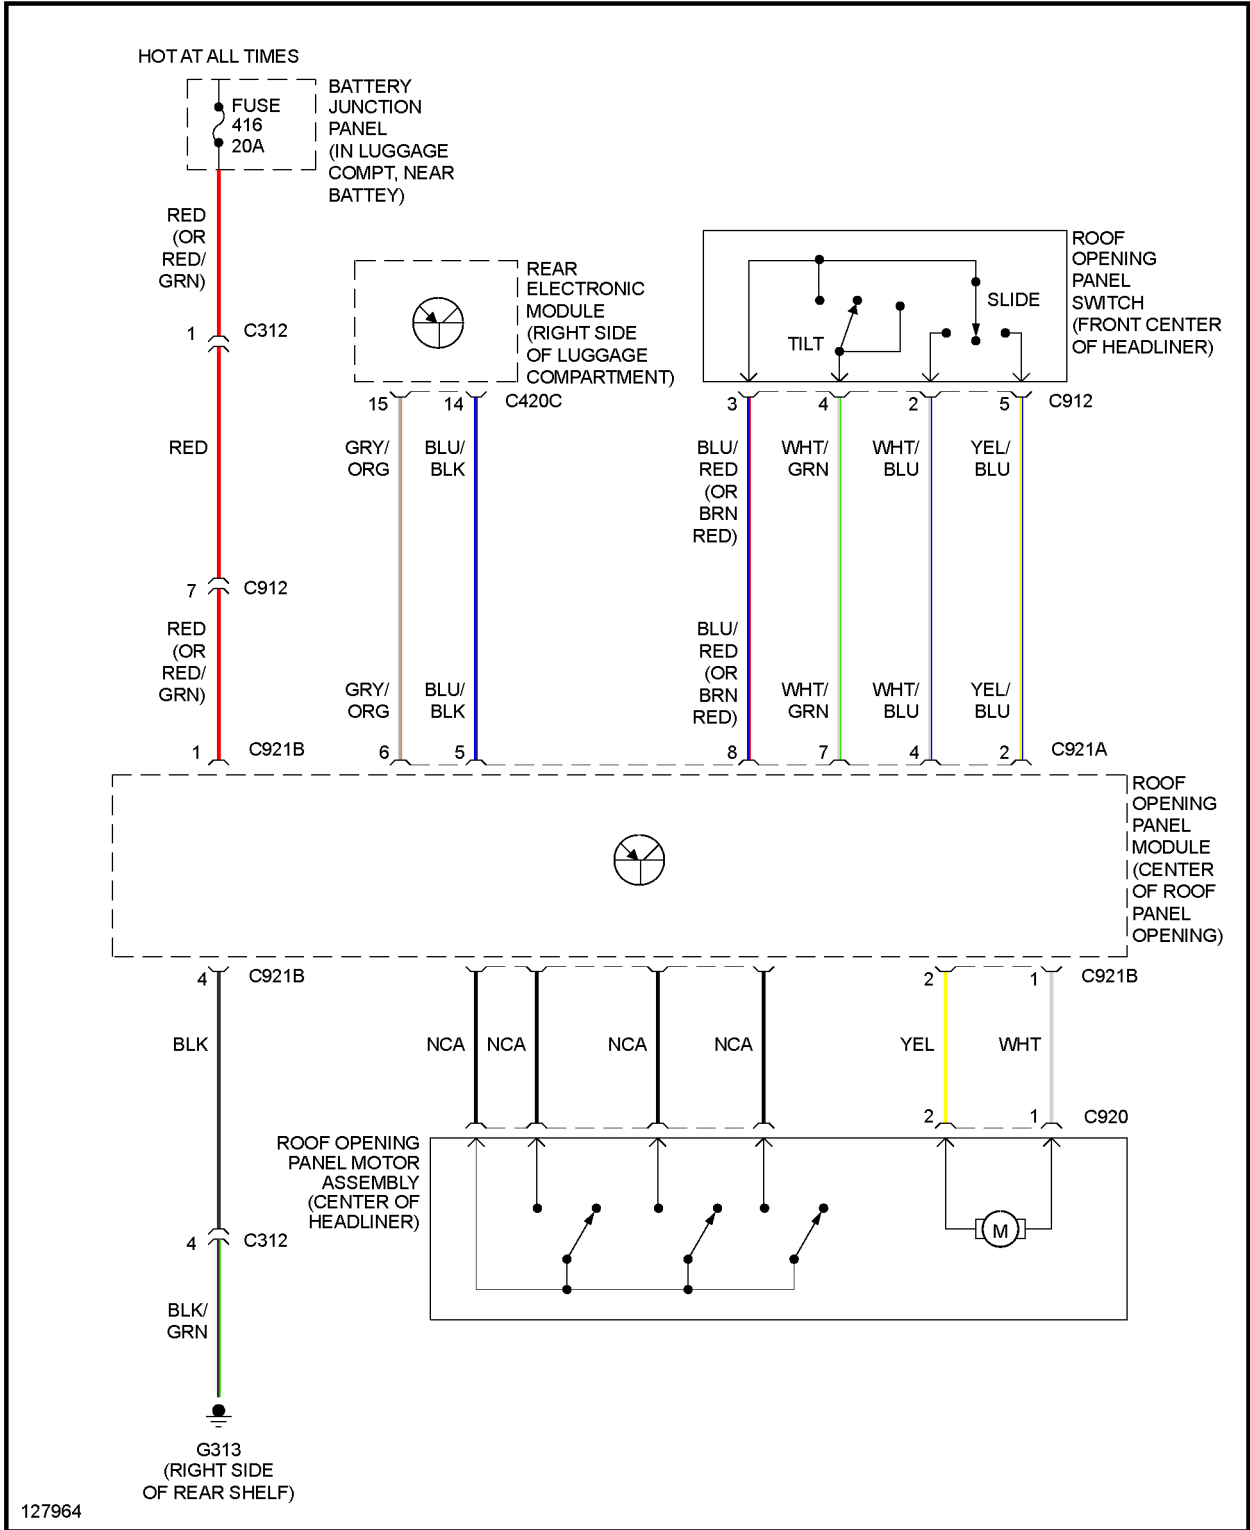 HOT AT ALL TIMES
FUSE
416
20A
BATTERY
JUNCTION
PANEL
(IN LUGGAGE
COMPT, NEAR
BATTEY)
RED
(OR
RED/
GRN)
1
C312
REAR
ELECTRONIC
MODULE
(RIGHT SIDE
OF LUGGAGE
COMPARTMENT)
TILT
SLIDE
ROOF
OPENING
PANEL
SWITCH
(FRONT CENTER
OF HEADLINER)
15
14
C420C
3
4
2
5
C912
RED
GRY/
ORG
BLU/
BLK
BLU/
RED
(OR
BRN
RED)
WHT/
GRN
WHT/
BLU
YEL/
BLU
7
C912
RED
(OR
RED/
GRN)
GRY/
ORG
BLU/
BLK
BLU/
RED
(OR
BRN
RED)
WHT/
GRN
WHT/
BLU
YEL/
BLU
1
C921B
6
5
8
7
4
2
C921A
ROOF
OPENING
PANEL
MODULE
(CENTER
OF ROOF
PANEL
OPENING)
4
C921B
2
1
C921B
BLK
NCA
NCA
NCA
NCA
YEL
WHT
2
1
C920
ROOF OPENING
PANEL MOTOR
ASSEMBLY
(CENTER OF
HEADLINER)
M
4
C312
BLK/
GRN
G313
(RIGHT SIDE
OF REAR SHELF)
127964